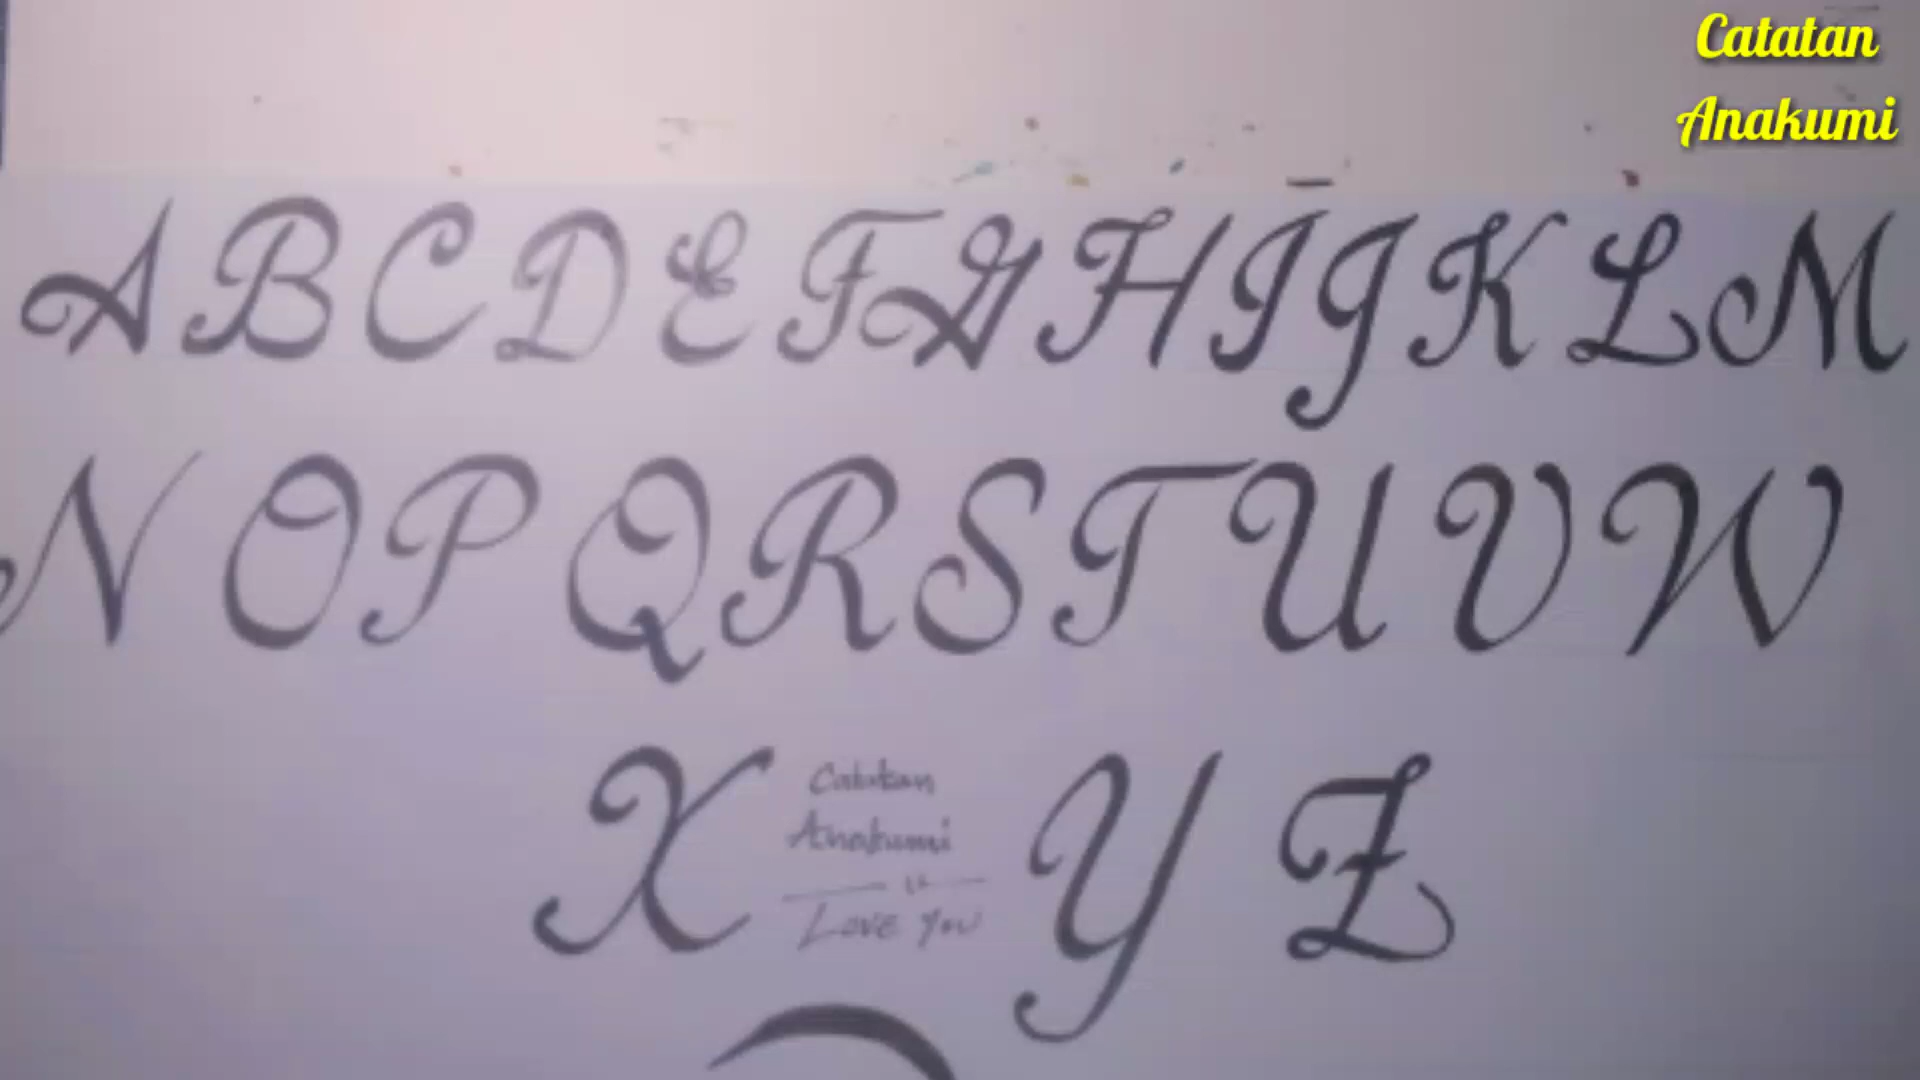 Catatan
Anakumi
A B C D E F G H I J K L M
N O P Q R S T U V W
X Y Z
Catatan
Anakumi
Love You